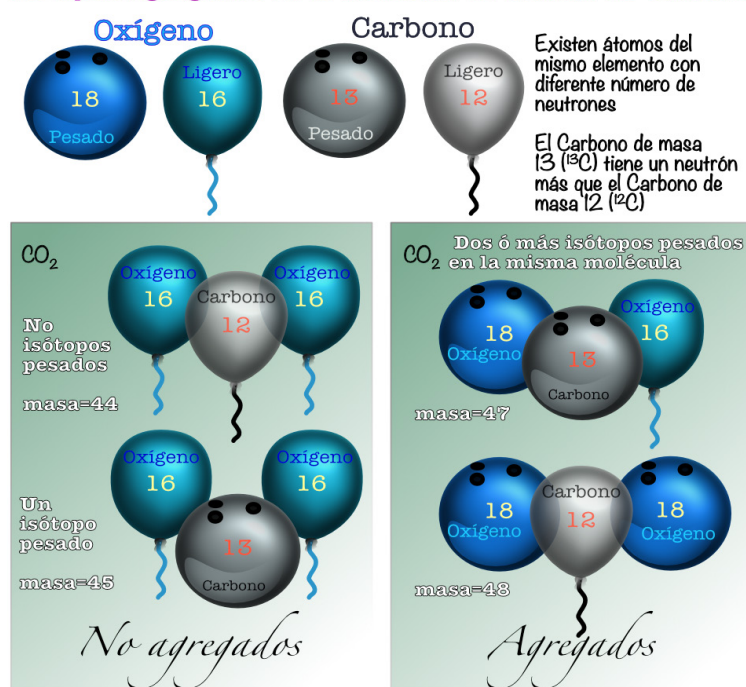 Oxígeno
Carbono
18
Pesado
Ligero
16
13
Pesado
Ligero
12
Existen átomos del
mismo elemento con
diferente número de
neutrones
El Carbono de masa
13 (¹³C) tiene un neutrón
más que el Carbono de
masa 12 (¹²C)
CO₂
Oxígeno
16
Carbono
12
Oxígeno
16
No
isótopos
pesados
masa=44
Oxígeno
16
Oxígeno
16
Un
isótopo
pesado
13
Carbono
masa=45
No agregados
CO₂
Dos ó más isótopos pesados
en la misma molécula
18
Oxígeno
13
Carbono
Oxígeno
16
masa=47
18
Oxígeno
Carbono
12
18
Oxígeno
masa=48
Agregados